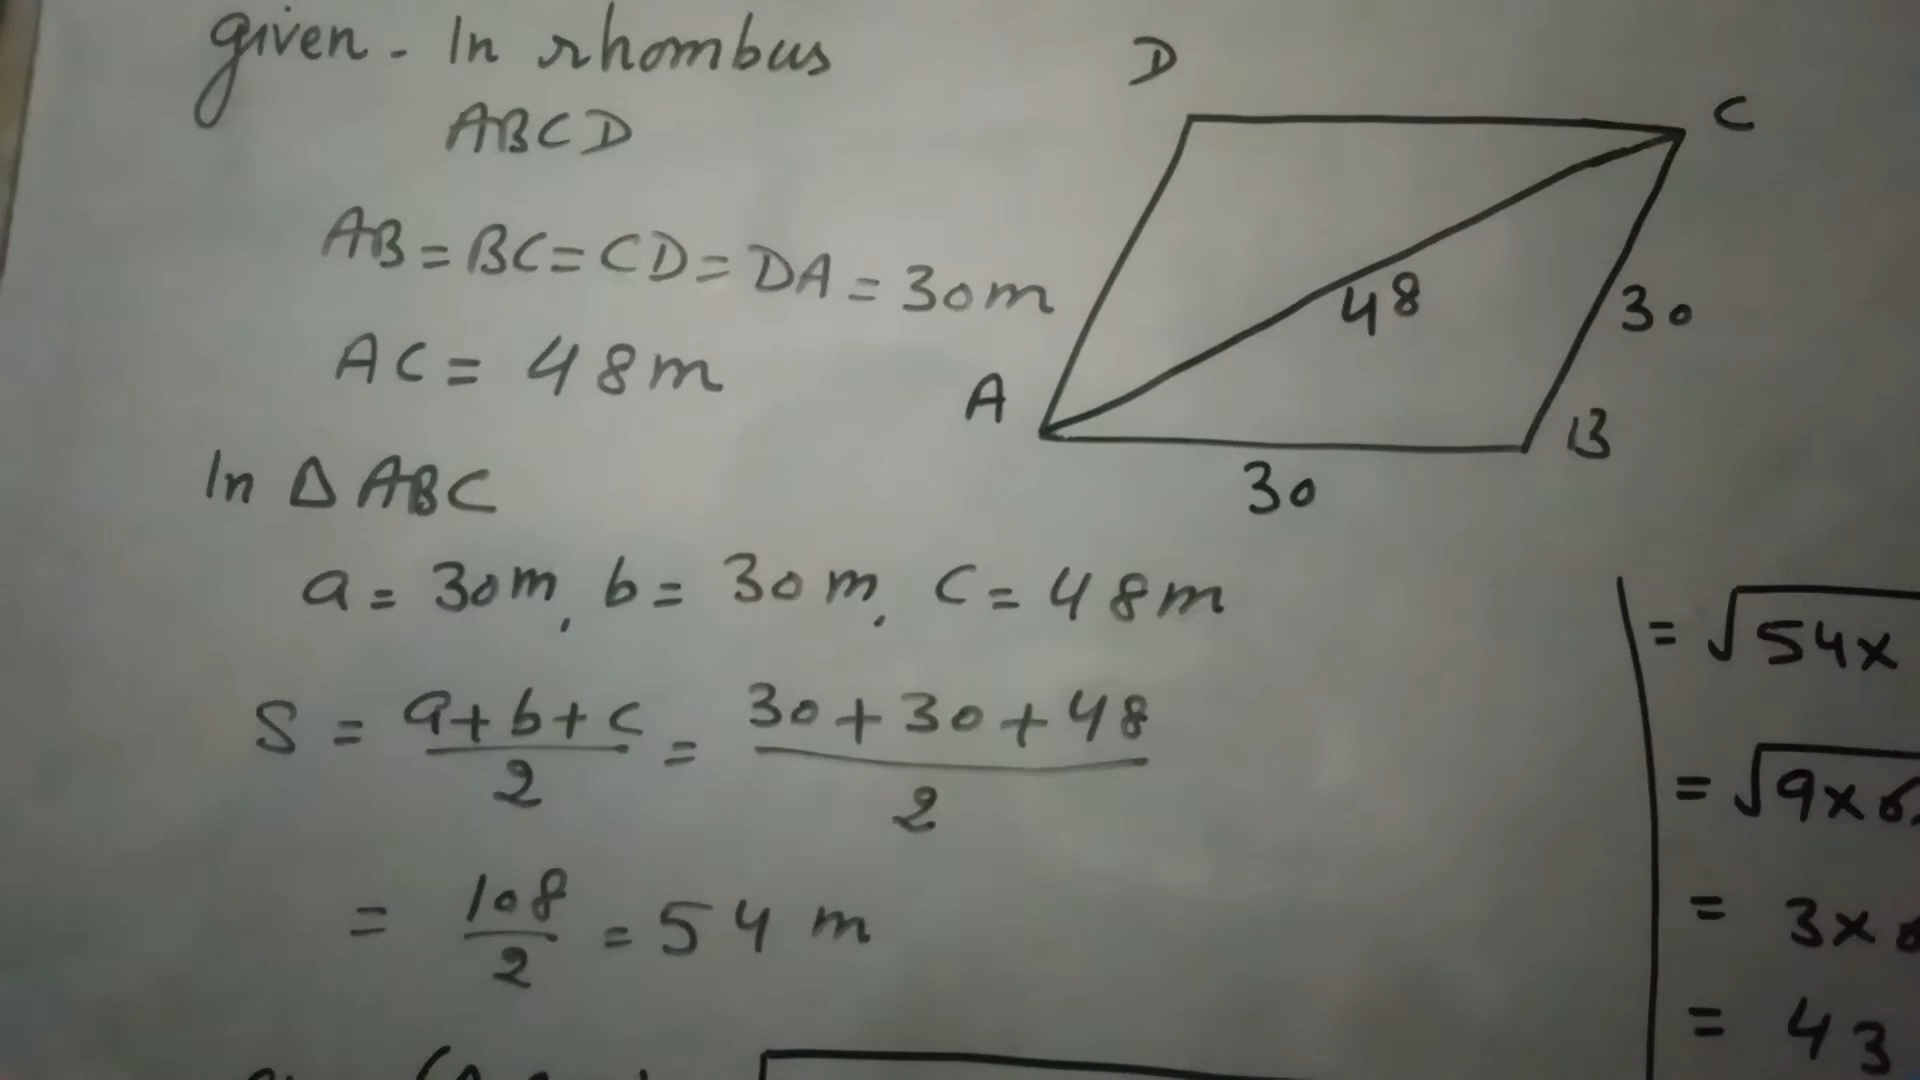 given - In rhombus
ABCD
AB = BC = CD = DA = 30m
AC = 48m
D
C
48
30
A
B
30
In Δ ABC
a = 30m, b = 30m, c = 48m
S = a+b+c/2 = 30+30+48/2
= 108/2 = 54 m
= √54×
= √9×6
= 3×
= 43